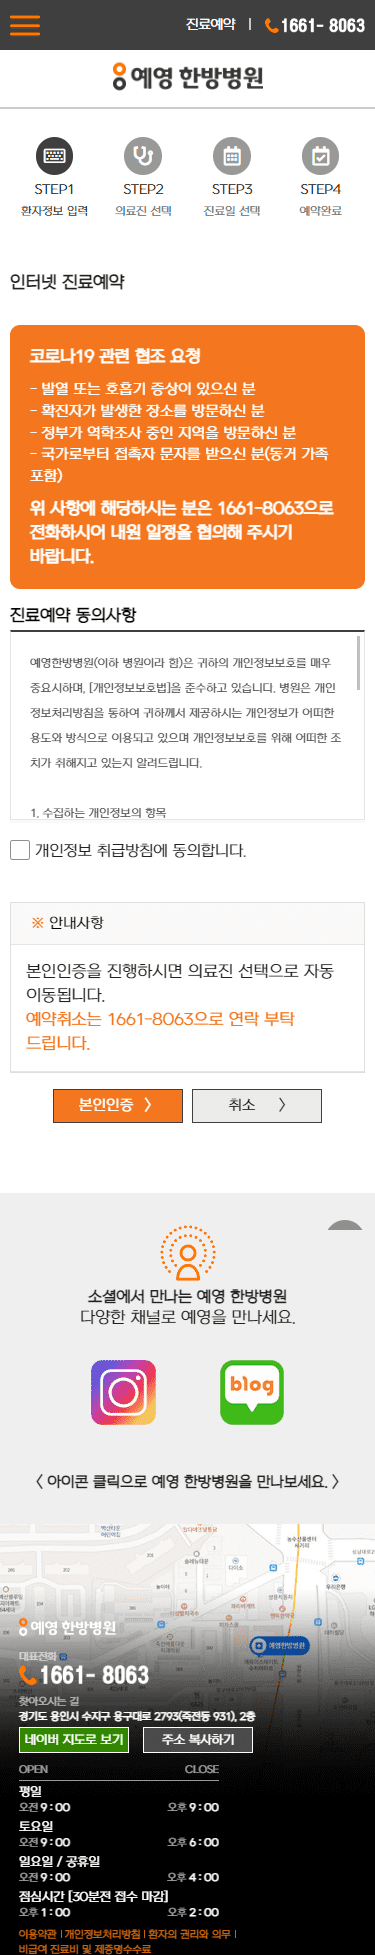 진료예약 | 1661- 8063
예영 한방병원
STEP1 STEP2 STEP3 STEP4
환자정보 입력 의료진 선택 진료일 선택 예약완료
인터넷 진료예약
코로나19 관련 협조 요청
- 발열 또는 호흡기 증상이 있으신 분
- 확진자가 발생한 장소를 방문하신 분
- 정부가 역학조사 중인 지역을 방문하신 분
- 국가로부터 접촉자 문자를 받으신 분(동거 가족
포함)
위 사항에 해당하시는 분은 1661-8063으로
전화하시어 내원 일정을 협의해 주시기
바랍니다.
진료예약 동의사항
예영한방병원(이하 병원이라 함)은 귀하의 개인정보보호를 매우
중요시하며, [개인정보보호법]을 준수하고 있습니다. 병원은 개인
정보처리방침을 통하여 귀하께서 제공하시는 개인정보가 어떠한
용도와 방식으로 이용되고 있으며 개인정보보호를 위해 어떠한 조
치가 취해지고 있는지 알려드립니다.
1. 수집하는 개인정보의 항목
개인정보 취급방침에 동의합니다.
※ 안내사항
본인인증을 진행하시면 의료진 선택으로 자동
이동됩니다.
예약취소는 1661-8063으로 연락 부탁
드립니다.
본인인증 〉 취소 〉
소셜에서 만나는 예영 한방병원
다양한 채널로 예영을 만나세요.
blog
〈 아이콘 클릭으로 예영 한방병원을 만나보세요. 〉
다이소
우리은행
예영한방병원
예영 한방병원
대표전화
1661- 8063
찾아오시는 길
경기도 용인시 수지구 용구대로 2793(죽전동 931), 2층
네이버 지도로 보기 주소 복사하기
OPEN CLOSE
평일
오전 9 : 00 오후 9 : 00
토요일
오전 9 : 00 오후 6 : 00
일요일 / 공휴일
오전 9 : 00 오후 4 : 00
점심시간 [30분전 접수 마감]
오후 1 : 00 오후 2 : 00
이용약관 | 개인정보처리방침 | 환자의 권리와 의무 |
비급여 진료비 및 제증명수수료